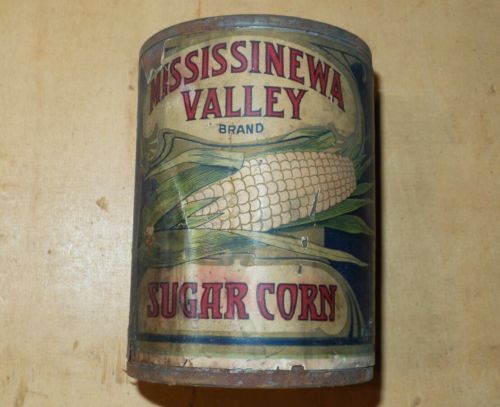 MISSISSINEWA
VALLEY
BRAND
SUGAR CORN